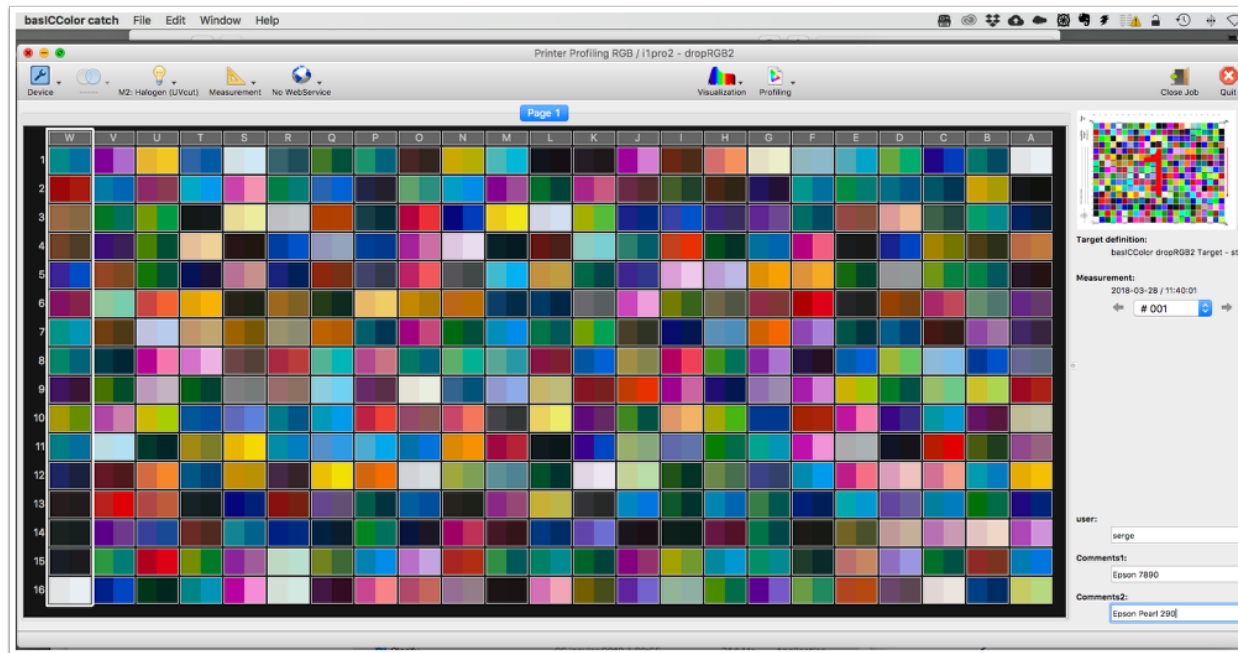 basICColor catch File Edit Window Help
Printer Profiling RGB / i1pro2 - dropRGB2
Device
M2: Halogen (UVcut)
Measurement
No WebService
Visualization
Profiling
Close Job
Quit
Page 1
W V U T S R Q P O N M L K J I H G F E D C B A
1
2
3
4
5
6
7
8
9
10
11
12
13
14
15
16
1
Target definition:
basICColor dropRGB2 Target - st
Measurement:
2018-03-28 / 11:40:01
# 001
user:
serge
Comments1:
Epson 7890
Comments2:
Epson Pearl 290